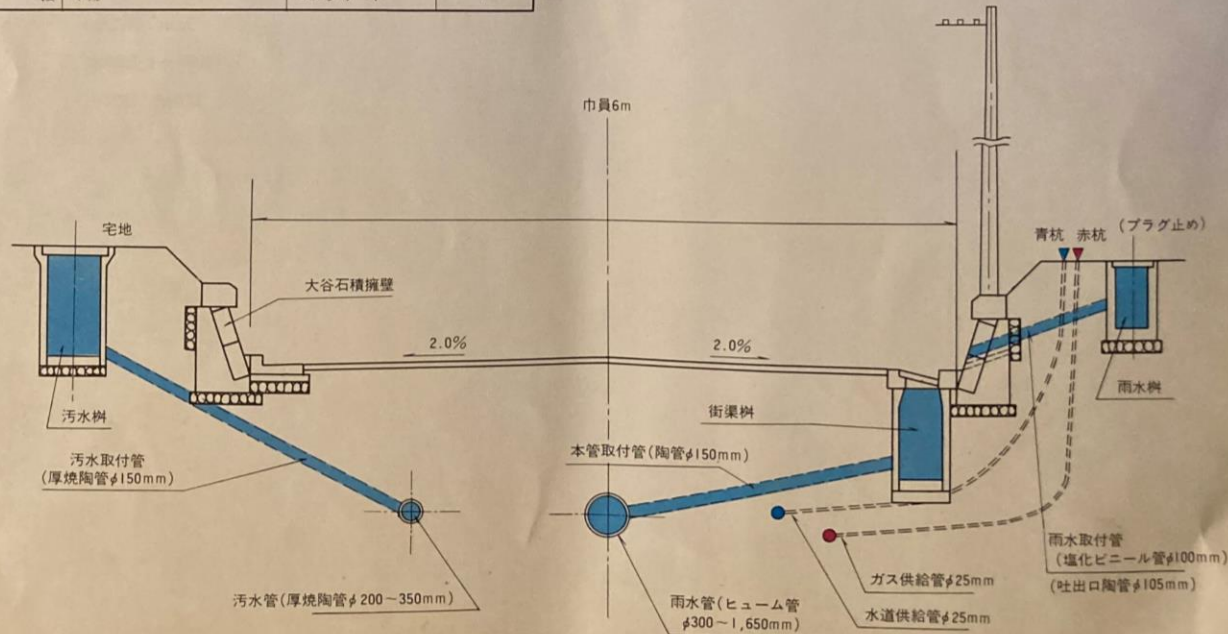 巾員6m
宅地
青杭 赤杭 (プラグ止め)
大谷石積擁壁
2.0%
2.0%
汚水桝
街渠桝
雨水桝
汚水取付管
(厚焼陶管φ150mm)
本管取付管(陶管φ150mm)
雨水取付管
(塩化ビニール管φ100mm)
(吐出口陶管φ105mm)
ガス供給管φ25mm
水道供給管φ25mm
汚水管(厚焼陶管φ200~350mm)
雨水管(ヒューム管
φ300~1,650mm)